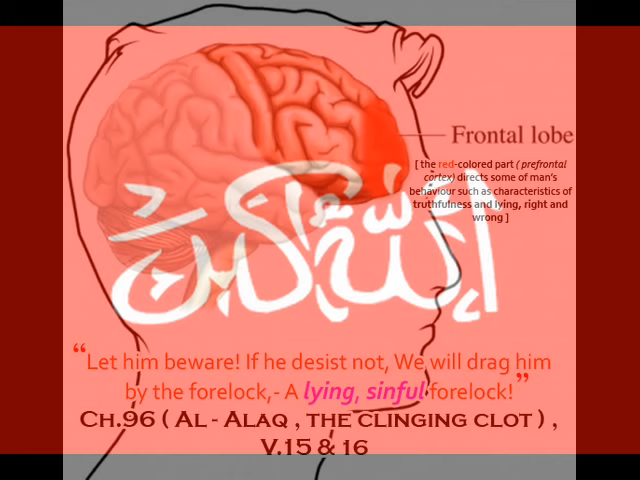 Frontal lobe
[ the red-colored part ( prefrontal
cortex) directs some of man's
behaviour such as characteristics of
truthfulness and lying, right and
wrong ]
“Let him beware! If he desist not, We will drag him
by the forelock,- A lying, sinful forelock!”
CH.96 ( AL - ALAQ , THE CLINGING CLOT ) ,
V.15 & 16